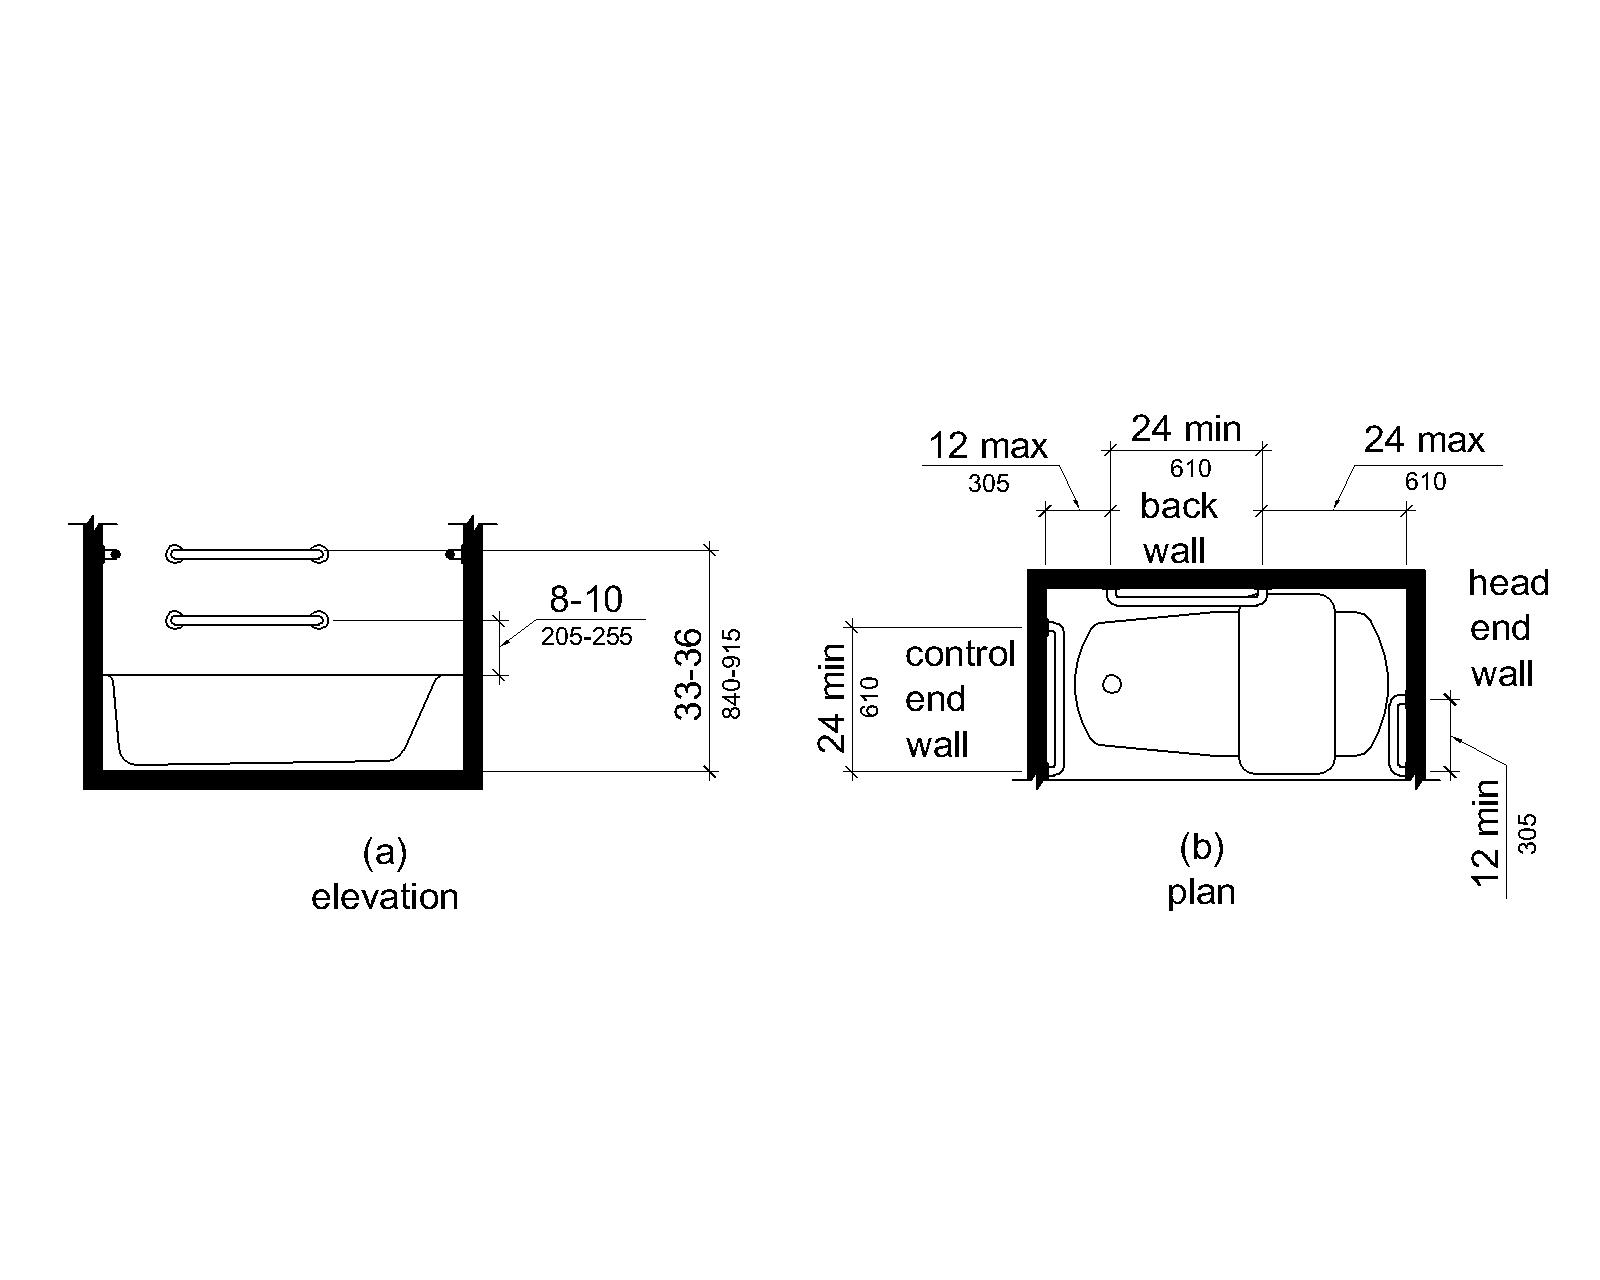 8-10
205-255
33-36
840-915
(a)
elevation
12 max
305
24 min
610
24 max
610
back
wall
head
end
wall
control
end
wall
24 min
610
12 min
305
(b)
plan